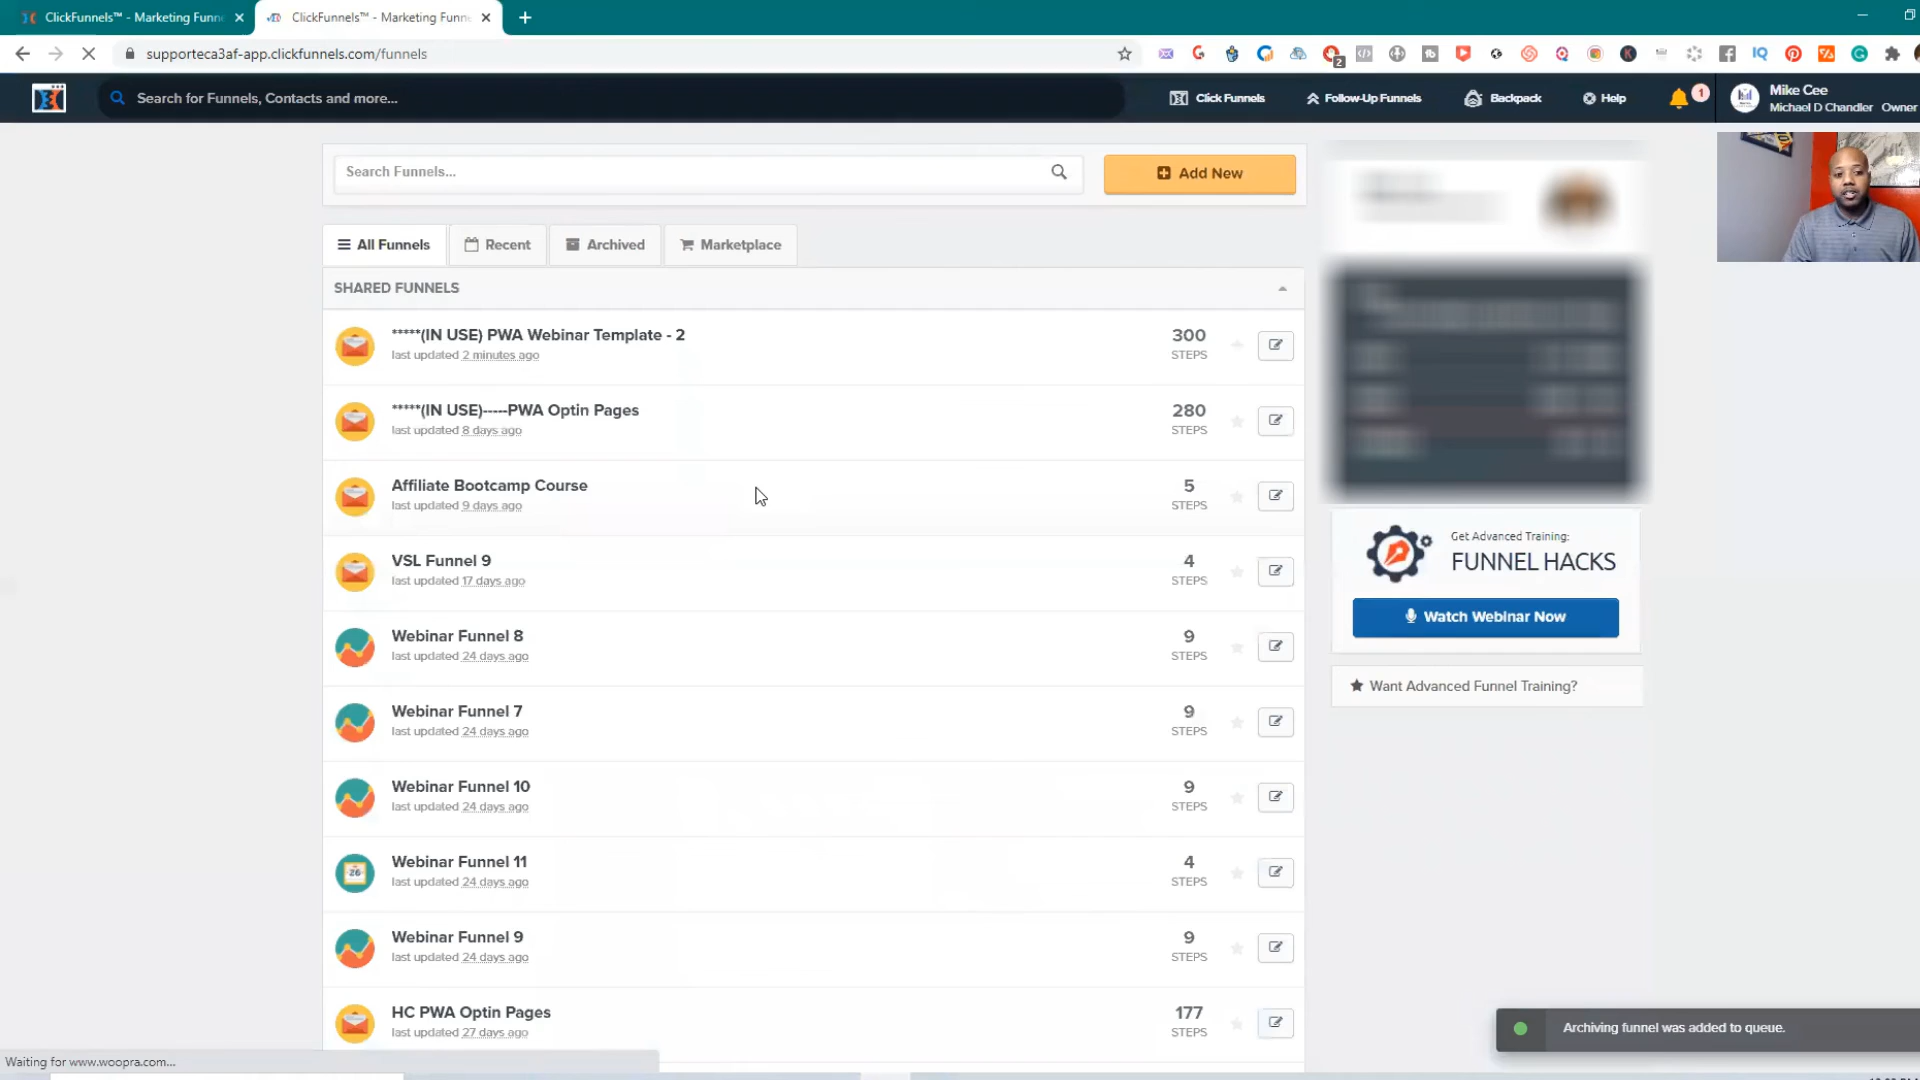 ClickFunnels™ - Marketing Funn
ClickFunnels™ - Marketing Funn
supporteca3af-app.clickfunnels.com/funnels
2
Search for Funnels, Contacts and more...
Click Funnels
Follow-Up Funnels
Backpack
Help
1
Mike Cee
Michael D Chandler Owner
Search Funnels...
Add New
All Funnels
Recent
Archived
Marketplace
SHARED FUNNELS
*****(IN USE) PWA Webinar Template - 2
last updated 2 minutes ago
300
STEPS
*****(IN USE)-----PWA Optin Pages
last updated 8 days ago
280
STEPS
Affiliate Bootcamp Course
last updated 9 days ago
5
STEPS
VSL Funnel 9
last updated 17 days ago
4
STEPS
Webinar Funnel 8
last updated 24 days ago
9
STEPS
Webinar Funnel 7
last updated 24 days ago
9
STEPS
Webinar Funnel 10
last updated 24 days ago
9
STEPS
26
Webinar Funnel 11
last updated 24 days ago
4
STEPS
Webinar Funnel 9
last updated 24 days ago
9
STEPS
HC PWA Optin Pages
last updated 27 days ago
177
STEPS
Get Advanced Training:
FUNNEL HACKS
Watch Webinar Now
Want Advanced Funnel Training?
Archiving funnel was added to queue.
Waiting for www.woopra.com...